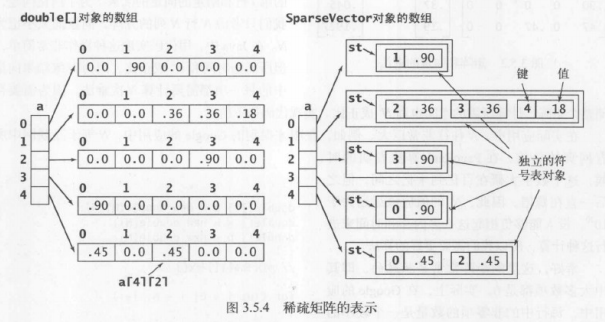 double[]对象的数组
SparseVector对象的数组
a
0
1
2
3
4
0 1 2 3 4
0.0 .90 0.0 0.0 0.0
0 1 2 3 4
0.0 0.0 .36 .36 .18
0 1 2 3 4
0.0 0.0 0.0 .90 0.0
0 1 2 3 4
.90 0.0 0.0 0.0 0.0
0 1 2 3 4
.45 0.0 .45 0.0 0.0
a[4][2]
a
0
1
2
3
4
st 1 .90
键 值
st 2 .36 3 .36 4 .18
st 3 .90
独立的符
号表对象
st 0 .90
st 0 .45 2 .45
图 3.5.4 稀疏矩阵的表示